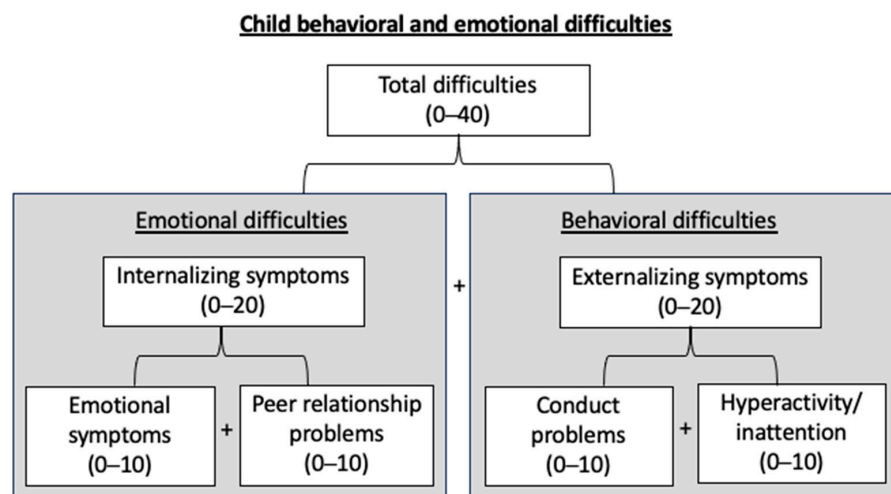 Child behavioral and emotional difficulties
Total difficulties
(0–40)
Emotional difficulties
Internalizing symptoms
(0–20)
Emotional
symptoms
(0–10)
+
Peer relationship
problems
(0–10)
+
Behavioral difficulties
Externalizing symptoms
(0–20)
Conduct
problems
(0–10)
+
Hyperactivity/
inattention
(0–10)